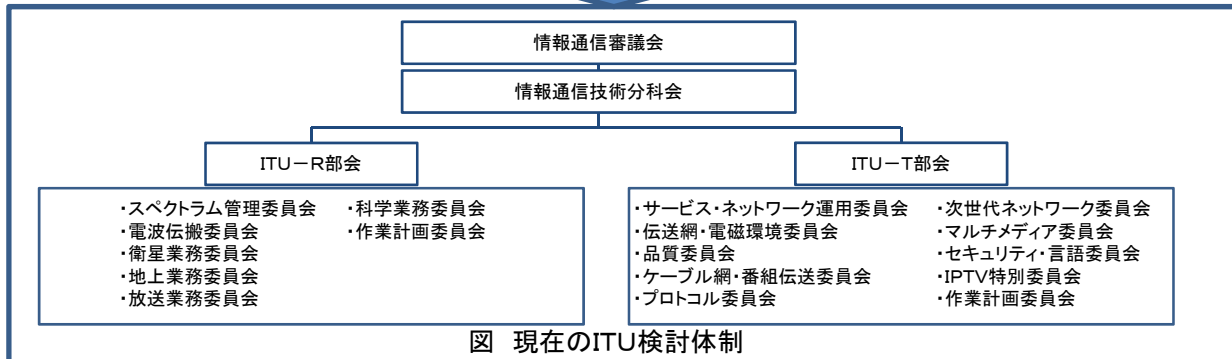 情報通信審議会
情報通信技術分科会
ITU-R部会
・スペクトラム管理委員会
・電波伝搬委員会
・衛星業務委員会
・地上業務委員会
・放送業務委員会
・科学業務委員会
・作業計画委員会
ITU-T部会
・サービス・ネットワーク運用委員会
・伝送網・電磁環境委員会
・品質委員会
・ケーブル網・番組伝送委員会
・プロトコル委員会
・次世代ネットワーク委員会
・マルチメディア委員会
・セキュリティ・言語委員会
・IPTV特別委員会
・作業計画委員会
図 現在のITU検討体制